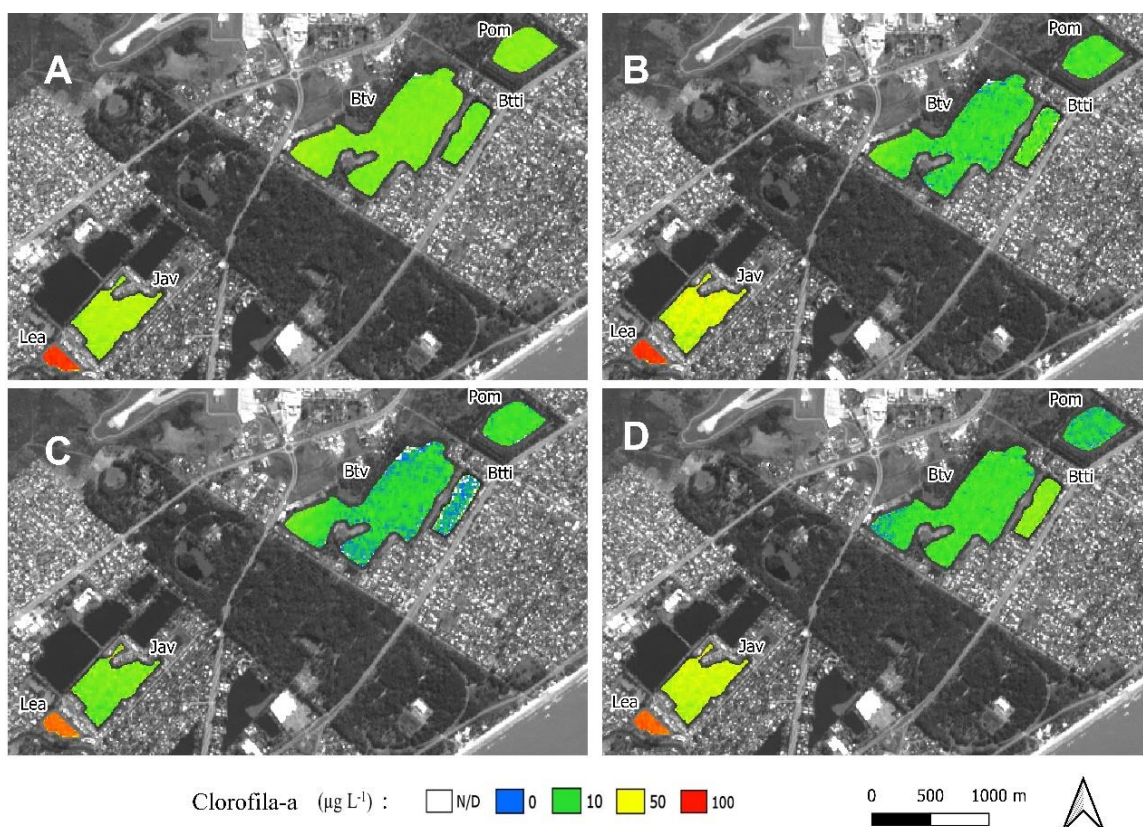 A
Pom
Btv
Btti
Jav
Lea
B
Pom
Btv
Btti
Jav
Lea
C
Pom
Btv
Btti
Jav
Lea
D
Pom
Btv
Btti
Jav
Lea
Clorofila-a (µg L⁻¹) : N/D 0 10 50 100
0 500 1000 m